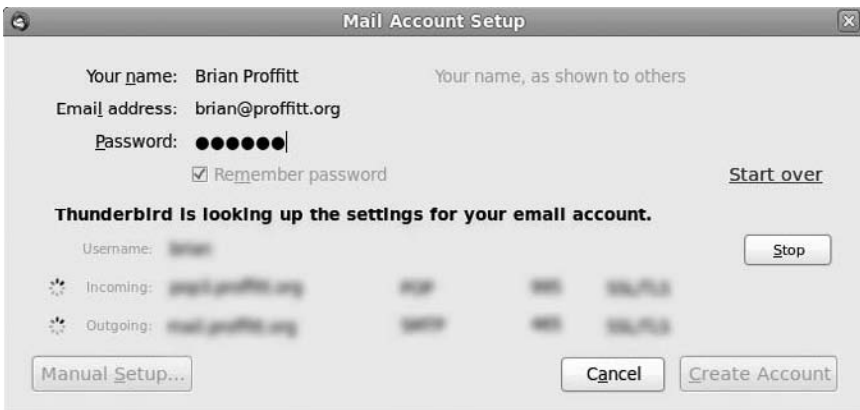 Mail Account Setup
Your name: Brian Proffitt Your name, as shown to others
Email address: brian@proffitt.org
Password: ●●●●●●
Remember password
Start over
Thunderbird is looking up the settings for your email account.
Username:
Stop
Incoming:
Outgoing:
Manual Setup...
Cancel
Create Account